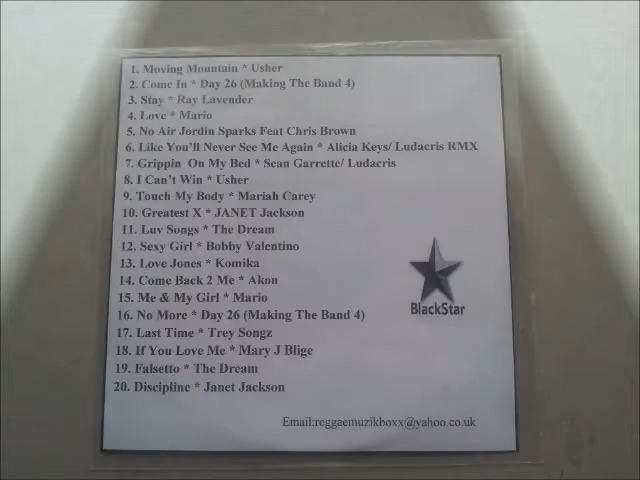 1. Moving Mountain * Usher
2. Come In * Day 26 (Making The Band 4)
3. Stay * Ray Lavender
4. Love * Mario
5. No Air Jordin Sparks Feat Chris Brown
6. Like You'll Never See Me Again * Alicia Keys/ Ludacris RMX
7. Grippin On My Bed * Sean Garrette/ Ludacris
8. I Can't Win * Usher
9. Touch My Body * Mariah Carey
10. Greatest X * JANET Jackson
11. Luv Songs * The Dream
12. Sexy Girl * Bobby Valentino
13. Love Jones * Komika
14. Come Back 2 Me * Akon
15. Me & My Girl * Mario
16. No More * Day 26 (Making The Band 4)
17. Last Time * Trey Songz
18. If You Love Me * Mary J Blige
19. Falsetto * The Dream
20. Discipline * Janet Jackson
BlackStar
Email:reggaemuzikboxx@yahoo.co.uk